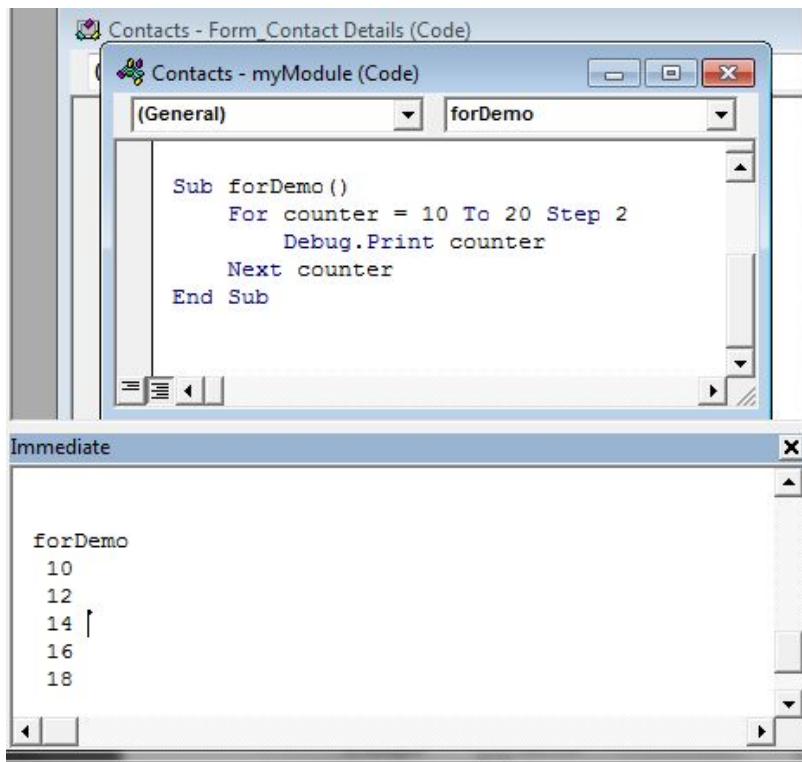 Contacts - Form_Contact Details (Code)
Contacts - myModule (Code)
(General) forDemo
Sub forDemo()
For counter = 10 To 20 Step 2
Debug.Print counter
Next counter
End Sub
Immediate
forDemo
10
12
14
16
18